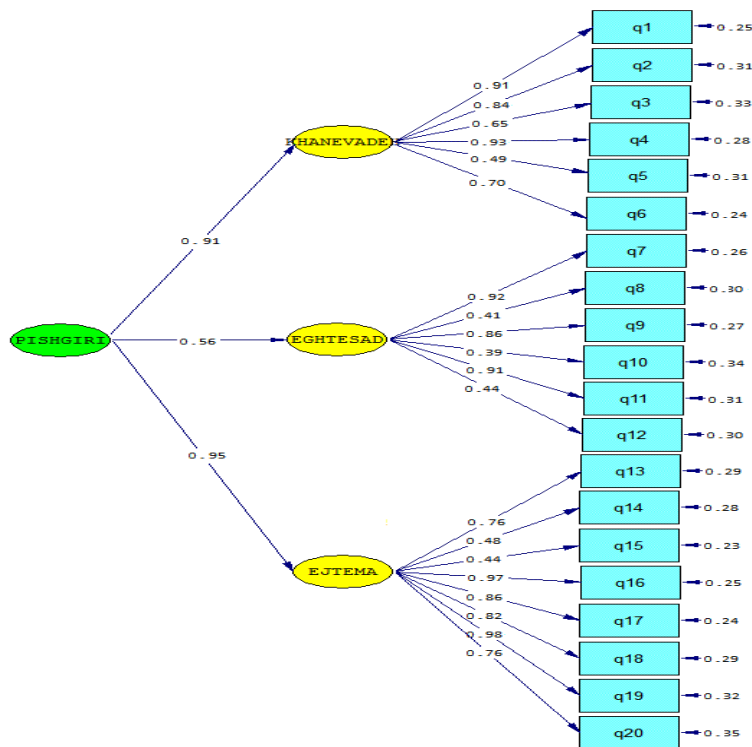 q1
0.25
q2
0.31
q3
0.33
q4
0.28
q5
0.31
q6
0.24
q7
0.26
q8
0.30
q9
0.27
q10
0.34
q11
0.31
q12
0.30
q13
0.29
q14
0.28
q15
0.23
q16
0.25
q17
0.24
q18
0.29
q19
0.32
q20
0.35
KHANEVADEH
0.91
0.84
0.65
0.93
0.49
0.70
EGHTESAD
0.92
0.41
0.86
0.39
0.91
0.44
EJTEMA
0.76
0.48
0.44
0.97
0.86
0.82
0.98
0.76
PISHGIRI
0.91
0.56
0.95